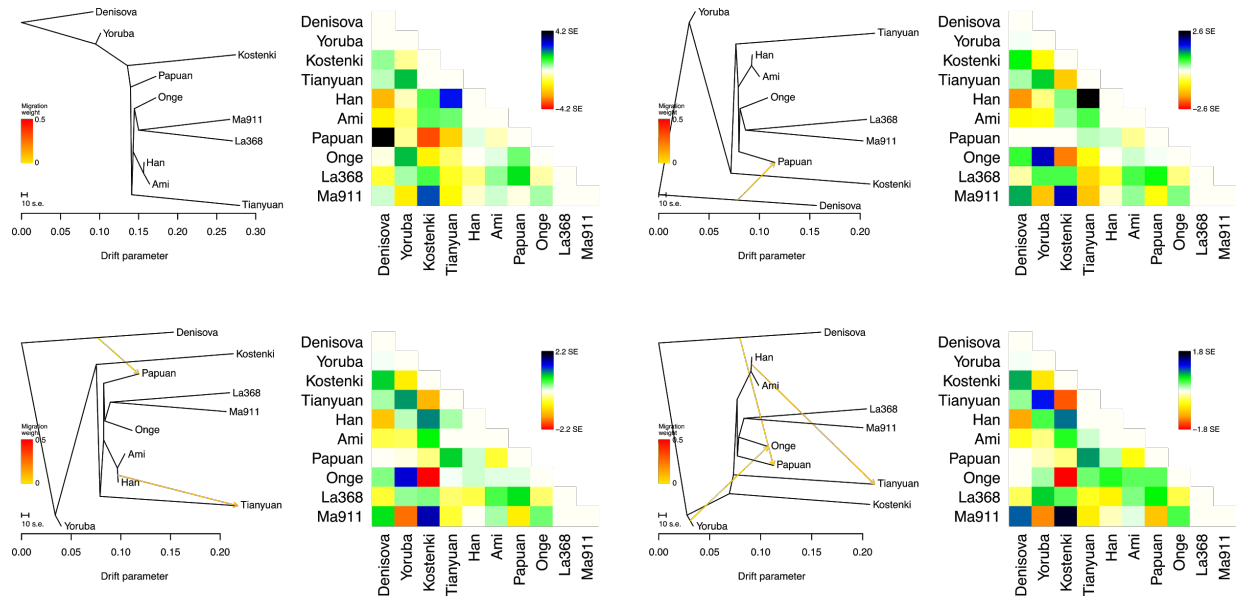 Denisova
Yoruba
Kostenki
Papuan
Onge
Ma911
La368
Han
Ami
Tianyuan
Migration
weight
0.5
0
10 s.e.
0.00 0.05 0.10 0.15 0.20 0.25 0.30
Drift parameter
Denisova
Yoruba
Kostenki
Tianyuan
Han
Ami
Papuan
Onge
La368
Ma911
Denisova Yoruba Kostenki Tianyuan Han Ami Papuan Onge La368 Ma911
4.2 SE
−4.2 SE
Yoruba
Tianyuan
Han
Ami
Onge
La368
Ma911
Papuan
Kostenki
Denisova
Migration
weight
0.5
0
10 s.e.
0.00 0.05 0.10 0.15 0.20
Drift parameter
Denisova
Yoruba
Kostenki
Tianyuan
Han
Ami
Papuan
Onge
La368
Ma911
Denisova Yoruba Kostenki Tianyuan Han Ami Papuan Onge La368 Ma911
2.6 SE
−2.6 SE
Denisova
Kostenki
Papuan
La368
Ma911
Onge
Ami
Han
Tianyuan
Yoruba
Migration
weight
0.5
0
10 s.e.
0.00 0.05 0.10 0.15 0.20
Drift parameter
Denisova
Yoruba
Kostenki
Tianyuan
Han
Ami
Papuan
Onge
La368
Ma911
Denisova Yoruba Kostenki Tianyuan Han Ami Papuan Onge La368 Ma911
2.2 SE
−2.2 SE
Denisova
Han
Ami
La368
Ma911
Onge
Papuan
Tianyuan
Kostenki
Yoruba
Migration
weight
0.5
0
10 s.e.
0.00 0.05 0.10 0.15 0.20
Drift parameter
Denisova
Yoruba
Kostenki
Tianyuan
Han
Ami
Papuan
Onge
La368
Ma911
Denisova Yoruba Kostenki Tianyuan Han Ami Papuan Onge La368 Ma911
1.8 SE
−1.8 SE